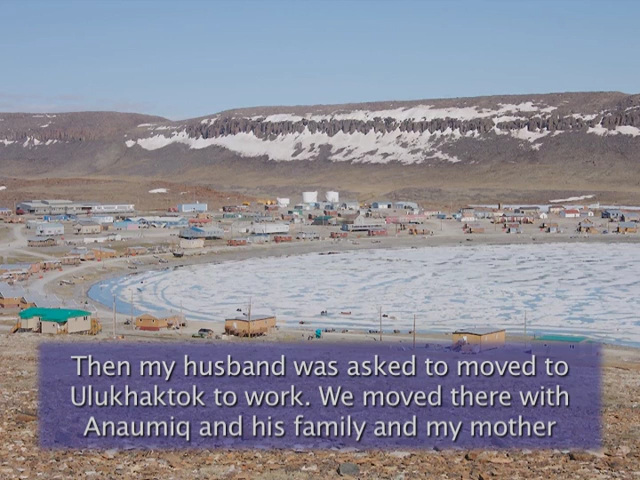 Then my husband was asked to moved to
Ulukhaktok to work. We moved there with
Anaumiq and his family and my mother